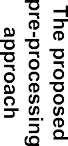 The proposed
pre-processing
approach